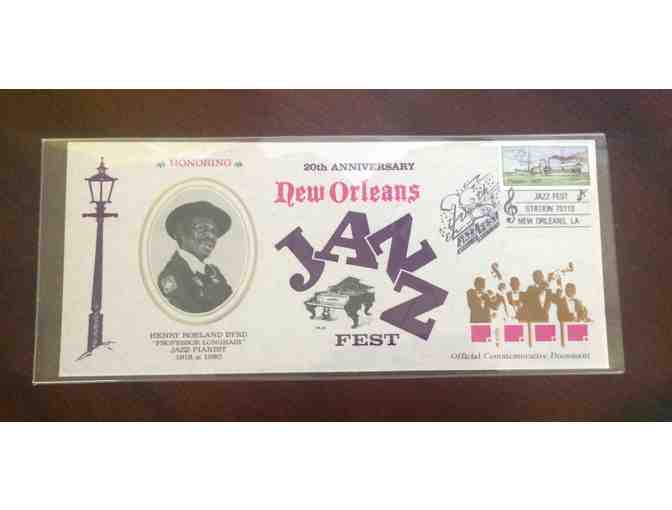 HONORING
HENRY ROELAND BYRD
"PROFESSOR LONGHAIR"
JAZZ PIANIST
1918 1980
20th ANNIVERSARY
New Orleans
JAZZ
FEST
JAZZ FEST
STATION 70112
NEW ORLEANS, LA
Official Commemorative Document